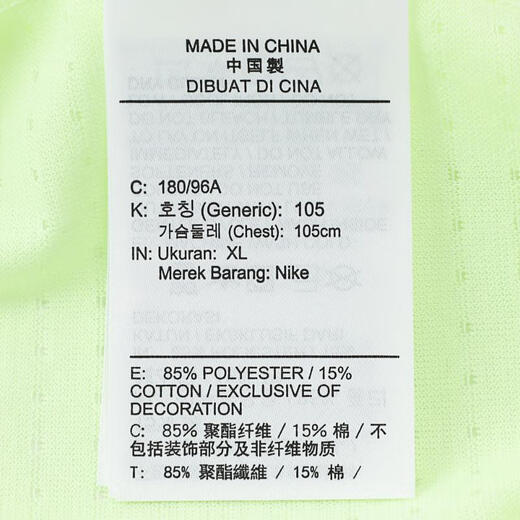 MADE IN CHINA
中国製
DIBUAT DI CINA
C: 180/96A
K: 호칭 (Generic): 105
가슴둘레 (Chest): 105cm
IN: Ukuran: XL
Merek Barang: Nike
E: 85% POLYESTER / 15%
COTTON / EXCLUSIVE OF
DECORATION
C: 85% 聚酯纤维 / 15% 棉 / 不
包括装饰部分及非纤维物质
T: 85% 聚酯纖維 / 15% 棉 /